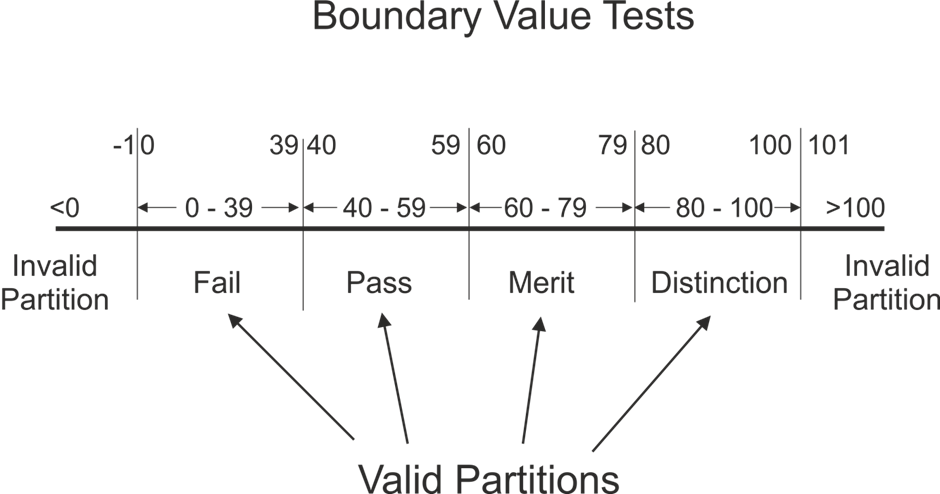 Boundary Value Tests
-1 0 39 40 59 60 79 80 100 101
<0 0 - 39 40 - 59 60 - 79 80 - 100 >100
Invalid Partition Fail Pass Merit Distinction Invalid Partition
Valid Partitions